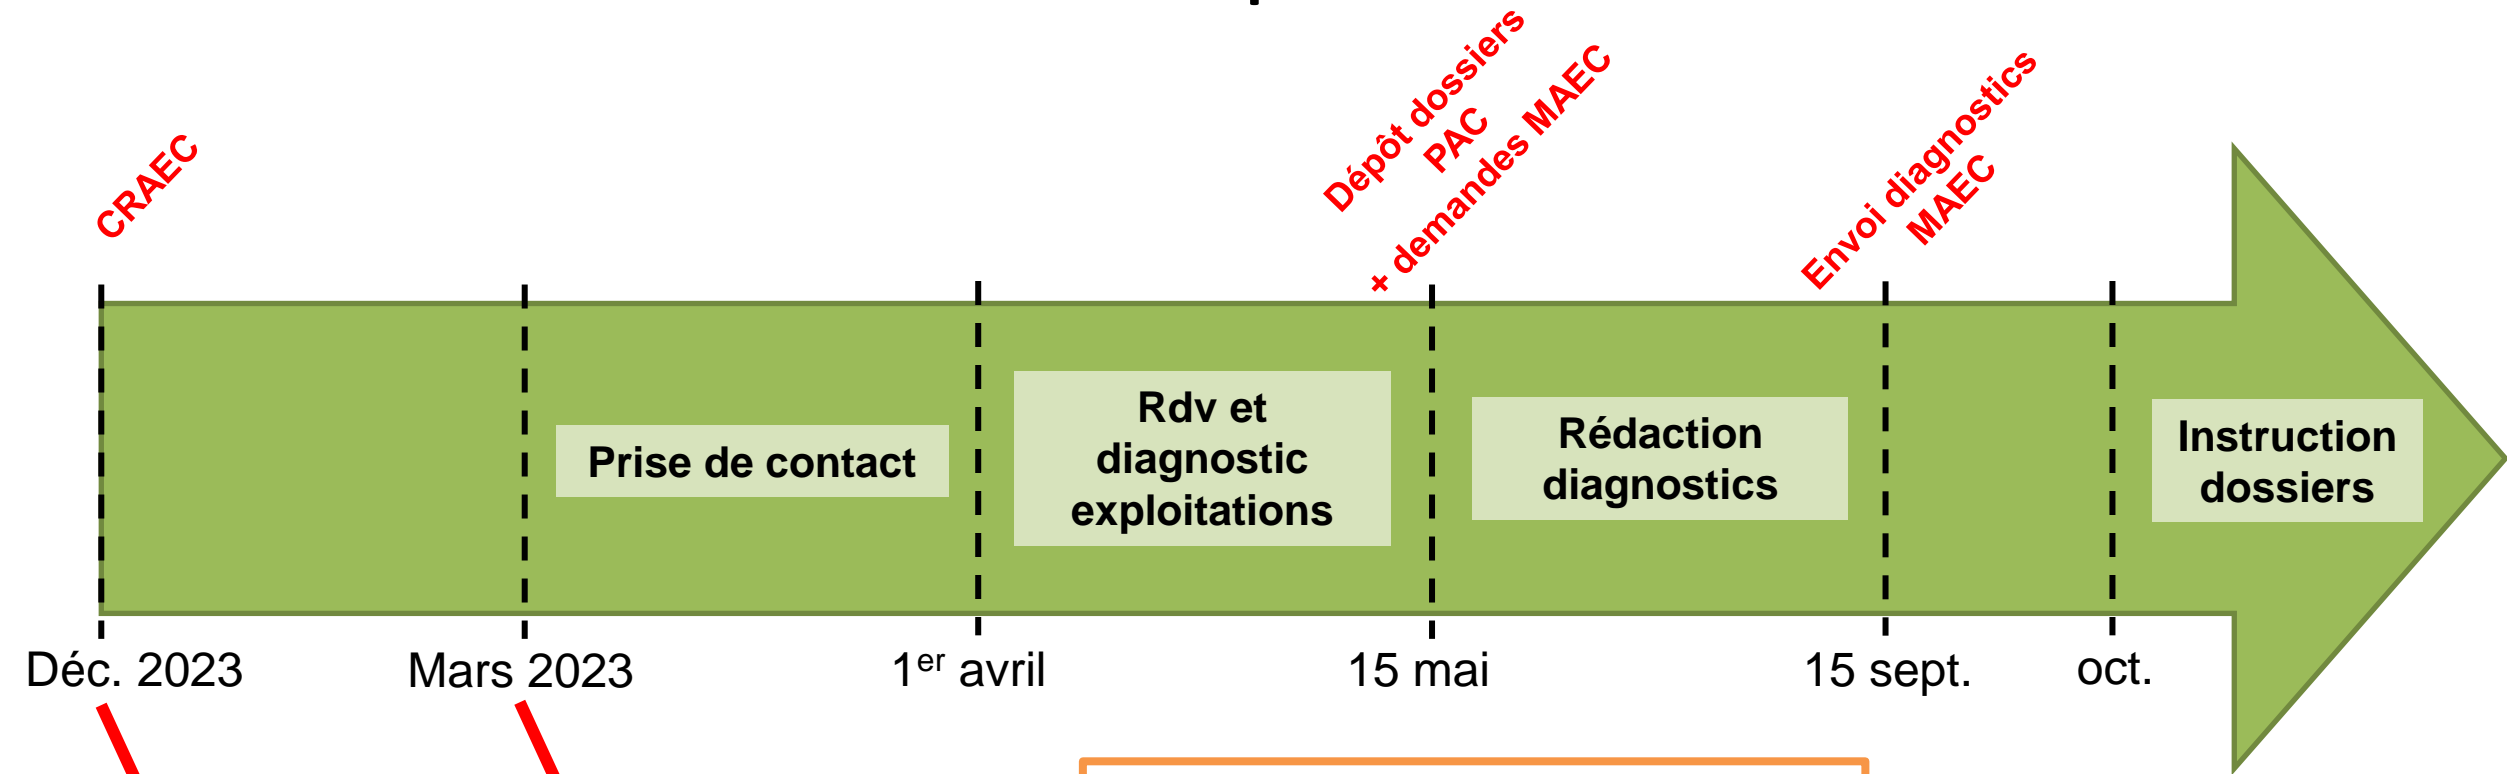 CRAEC
Dépôt dossiers
PAC
+ demandes MAEC
Envoi diagnostics
MAEC
Prise de contact
Rdv et
diagnostic
exploitations
Rédaction
diagnostics
Instruction
dossiers
Déc. 2023
Mars 2023
1er avril
15 mai
15 sept.
oct.